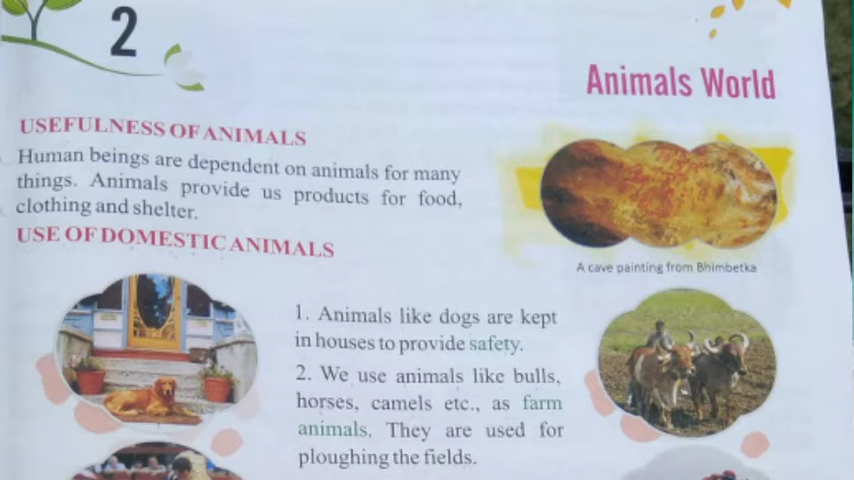 2
Animals World
USEFULNESS OF ANIMALS
Human beings are dependent on animals for many
things. Animals provide us products for food,
clothing and shelter.
A cave painting from Bhimbetka
USE OF DOMESTIC ANIMALS
1. Animals like dogs are kept
in houses to provide safety.
2. We use animals like bulls,
horses, camels etc., as farm
animals. They are used for
ploughing the fields.